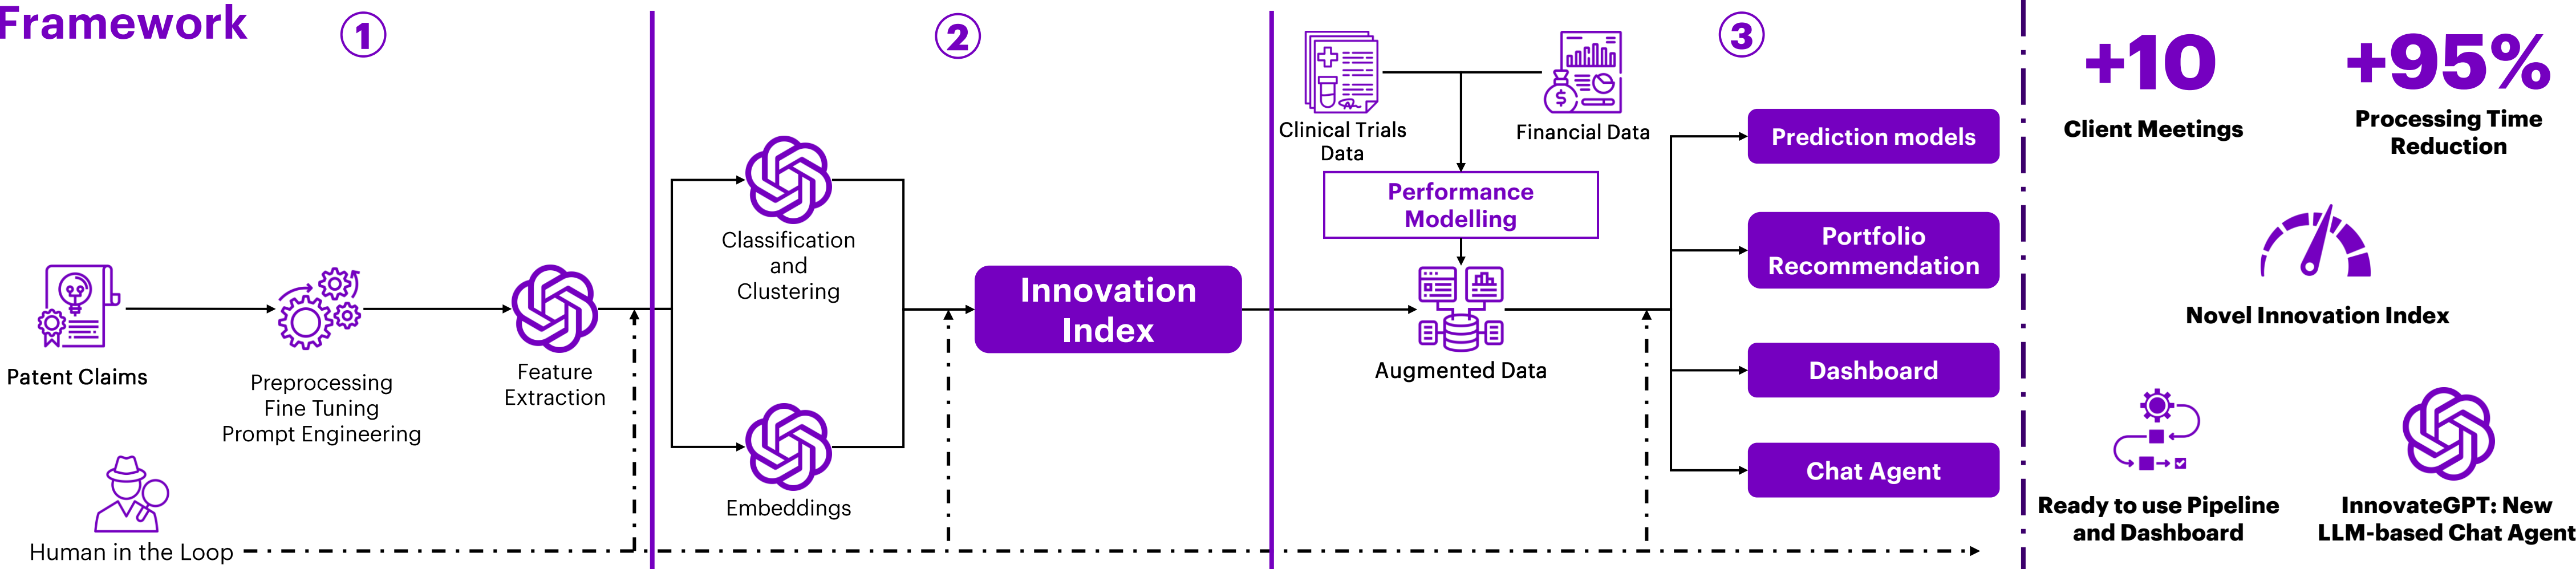 Framework
1
Patent Claims
Preprocessing
Fine Tuning
Prompt Engineering
Feature
Extraction
Human in the Loop
2
Classification
and
Clustering
Embeddings
Innovation
Index
3
Clinical Trials
Data
Financial Data
Performance
Modelling
Augmented Data
Prediction models
Portfolio
Recommendation
Dashboard
Chat Agent
+10
Client Meetings
+95%
Processing Time
Reduction
Novel Innovation Index
Ready to use Pipeline
and Dashboard
InnovateGPT: New
LLM-based Chat Agent